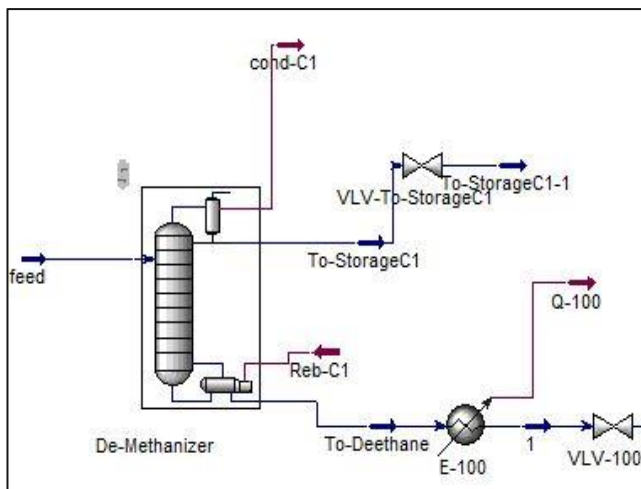 cond-C1
VLV-To-StorageC1
To-StorageC1-1
feed
To-StorageC1
Q-100
Reb-C1
De-Methanizer
To-Deethane
E-100
1
VLV-100